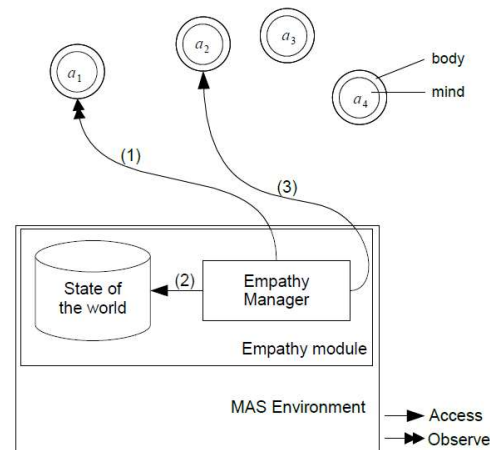 a1
a2
a3
a4
body
mind
(1)
(3)
State of
the world
(2)
Empathy
Manager
Empathy module
MAS Environment
Access
Observe